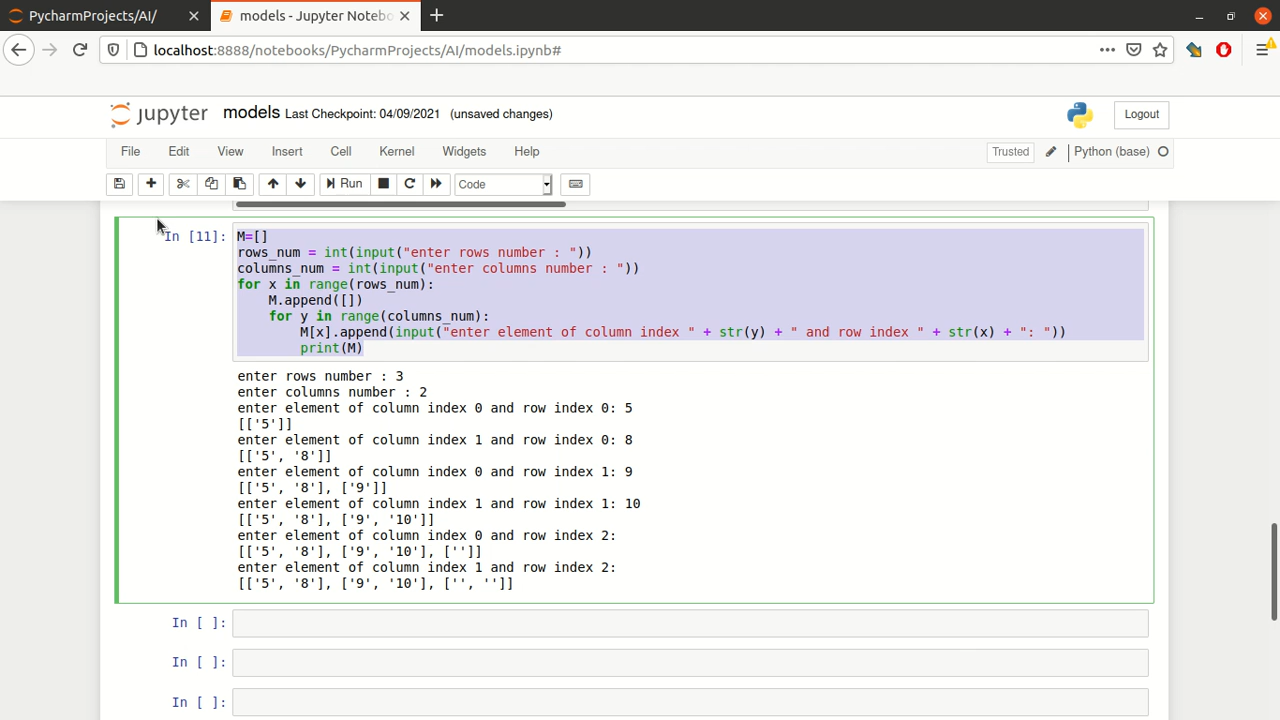 PycharmProjects/AI/
models - Jupyter Notebo
localhost:8888/notebooks/PycharmProjects/AI/models.ipynb#
jupyter models Last Checkpoint: 04/09/2021 (unsaved changes)
Logout
File Edit View Insert Cell Kernel Widgets Help
Trusted
Python (base)
Run
Code
In [11]:
M=[]
rows_num = int(input("enter rows number : "))
columns_num = int(input("enter columns number : "))
for x in range(rows_num):
    M.append([])
    for y in range(columns_num):
        M[x].append(input("enter element of column index " + str(y) + " and row index " + str(x) + ": "))
        print(M)
enter rows number : 3
enter columns number : 2
enter element of column index 0 and row index 0: 5
[['5']]
enter element of column index 1 and row index 0: 8
[['5', '8']]
enter element of column index 0 and row index 1: 9
[['5', '8'], ['9']]
enter element of column index 1 and row index 1: 10
[['5', '8'], ['9', '10']]
enter element of column index 0 and row index 2:
[['5', '8'], ['9', '10'], ['']]
enter element of column index 1 and row index 2:
[['5', '8'], ['9', '10'], ['', '']]
In [ ]:
In [ ]:
In [ ]: